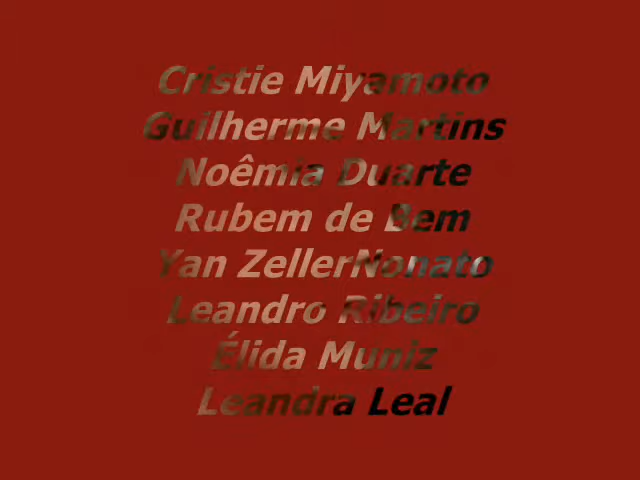 Cristie Miyamoto
Guilherme Martins
Noêmia Duarte
Rubem de Bem
Yan ZellerNonato
Leandro Ribeiro
Élida Muniz
Leandra Leal